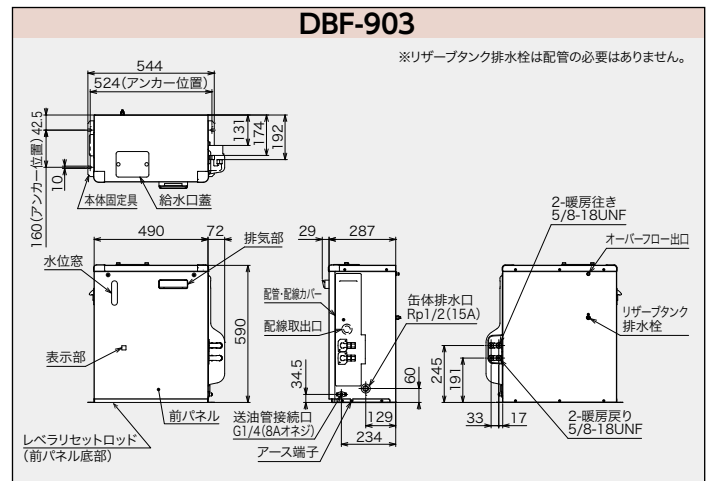 DBF-903
※リザーブタンク排水栓は配管の必要はありません。
544
524(アンカー位置)
42.5
160(アンカー位置)
10
131
174
192
本体固定具
給水口蓋
490
72
排気部
水位窓
表示部
590
前パネル
レベラリセットロッド
(前パネル底部)
29
287
配管・配線カバー
配線取出口
缶体排水口
Rp1/2(15A)
34.5
60
129
234
送油管接続口
G1/4(8Aオネジ)
アース端子
2-暖房往き
5/8-18UNF
オーバーフロー出口
リザーブタンク
排水栓
245
191
33
17
2-暖房戻り
5/8-18UNF